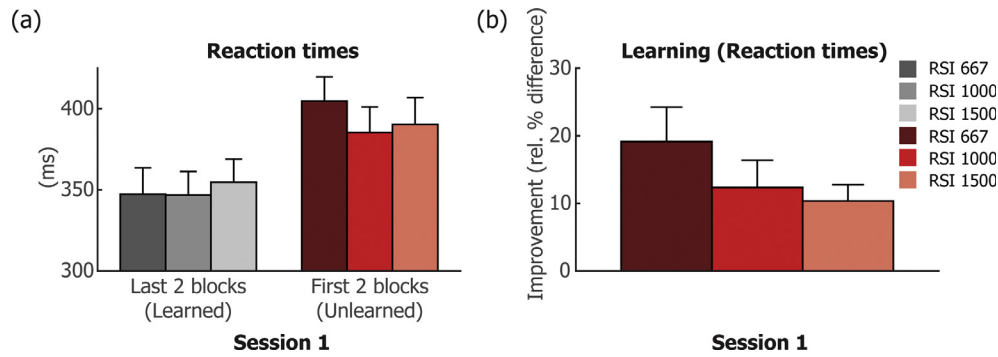 (a)
Reaction times
(ms)
400
350
300
Last 2 blocks
(Learned)
First 2 blocks
(Unlearned)
Session 1
(b)
Learning (Reaction times)
Improvement (rel. % difference)
30
20
10
0
Session 1
RSI 667
RSI 1000
RSI 1500
RSI 667
RSI 1000
RSI 1500